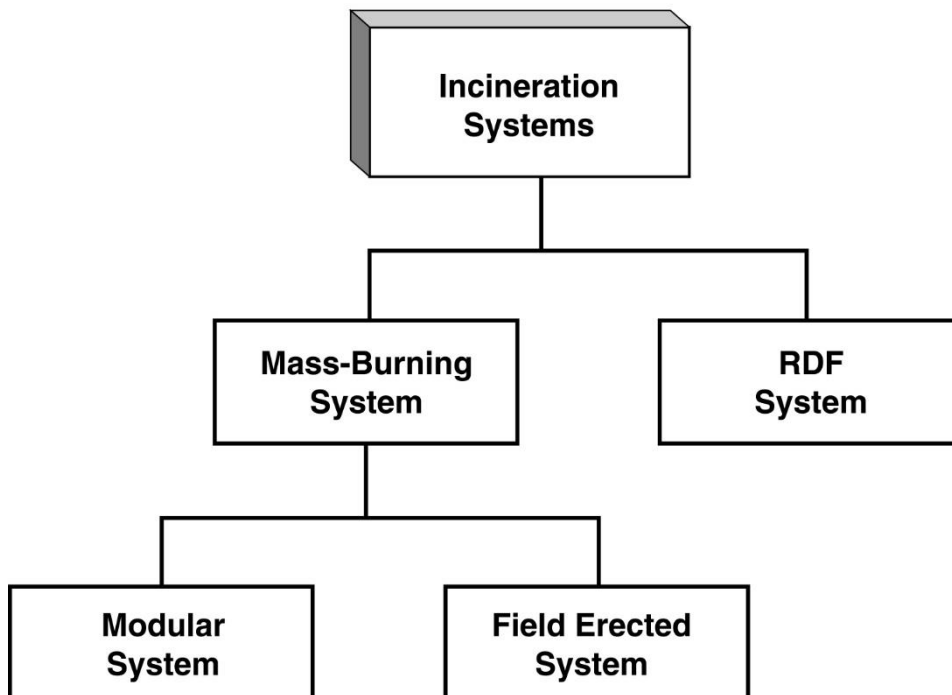 Incineration
Systems
Mass-Burning
System
RDF
System
Modular
System
Field Erected
System